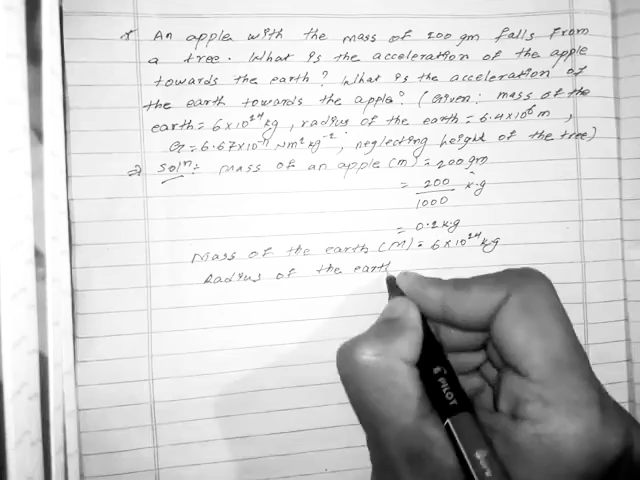 * An apple with the mass of 200 gm falls from
a tree. What is the acceleration of the apple
towards the earth? What is the acceleration of
the earth towards the apple? (Given: mass of the
earth = 6×10²⁴ kg, radius of the earth = 6.4×10⁶ m,
G = 6.67×10⁻¹¹ Nm² kg⁻², neglecting height of the tree)
⇒ Solⁿ: Mass of an apple (m) = 200 gm
= 200/1000 kg
= 0.2 kg
Mass of the earth (M) = 6×10²⁴ kg
Radius of the earth
PILOT